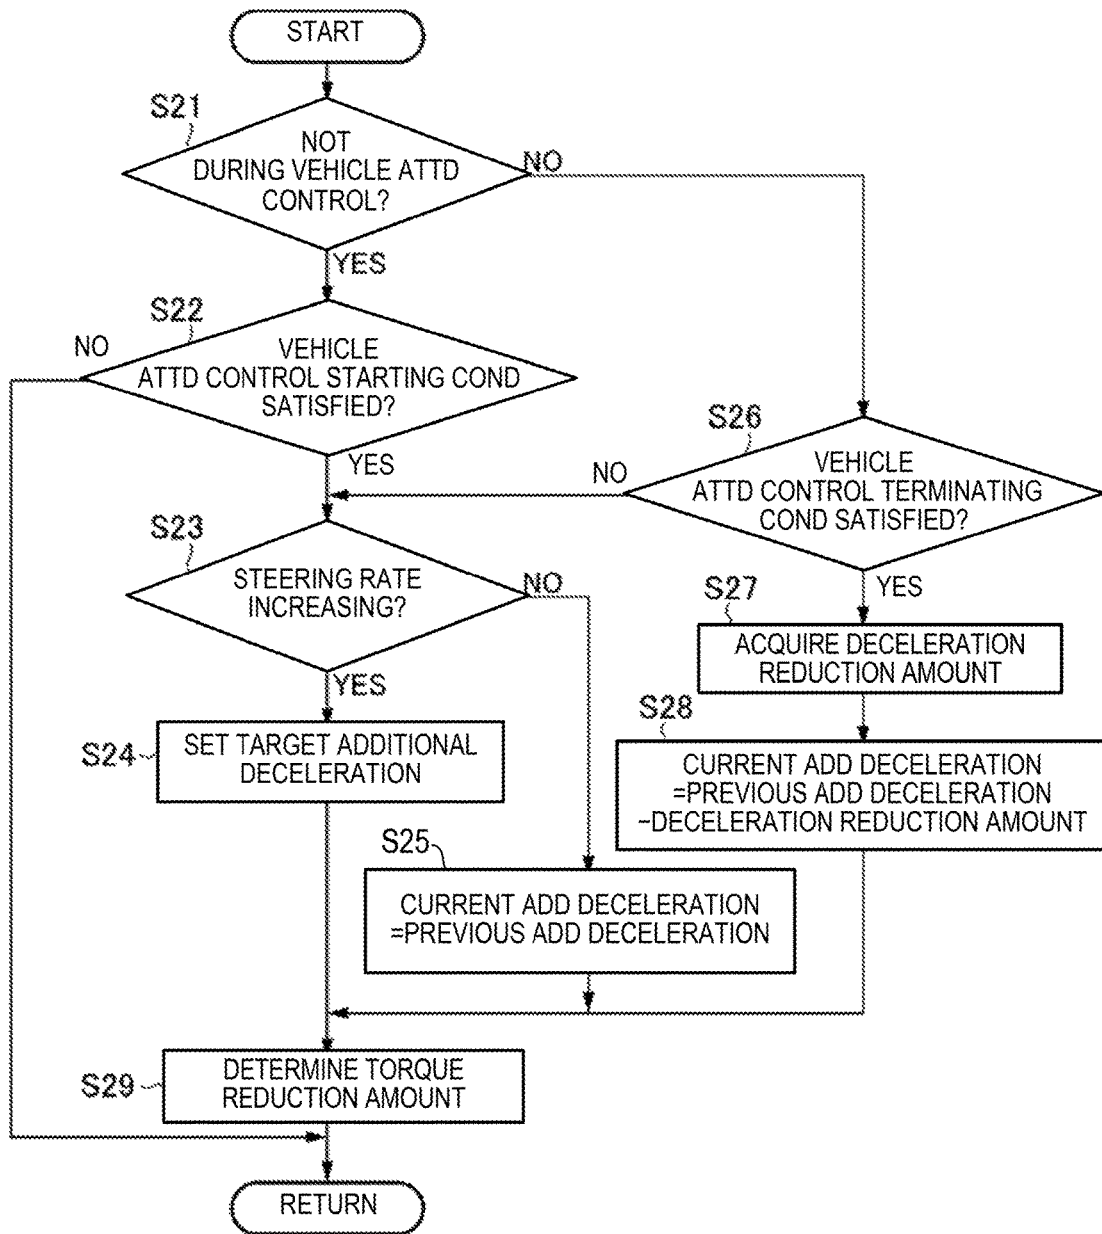 START
S21
NOT
DURING VEHICLE ATTD
CONTROL?
NO
YES
S22
NO
VEHICLE
ATTD CONTROL STARTING COND
SATISFIED?
YES
S26
NO
VEHICLE
ATTD CONTROL TERMINATING
COND SATISFIED?
YES
S23
STEERING RATE
INCREASING?
NO
YES
S27
ACQUIRE DECELERATION
REDUCTION AMOUNT
S24
SET TARGET ADDITIONAL
DECELERATION
S28
CURRENT ADD DECELERATION
=PREVIOUS ADD DECELERATION
−DECELERATION REDUCTION AMOUNT
S25
CURRENT ADD DECELERATION
=PREVIOUS ADD DECELERATION
S29
DETERMINE TORQUE
REDUCTION AMOUNT
RETURN